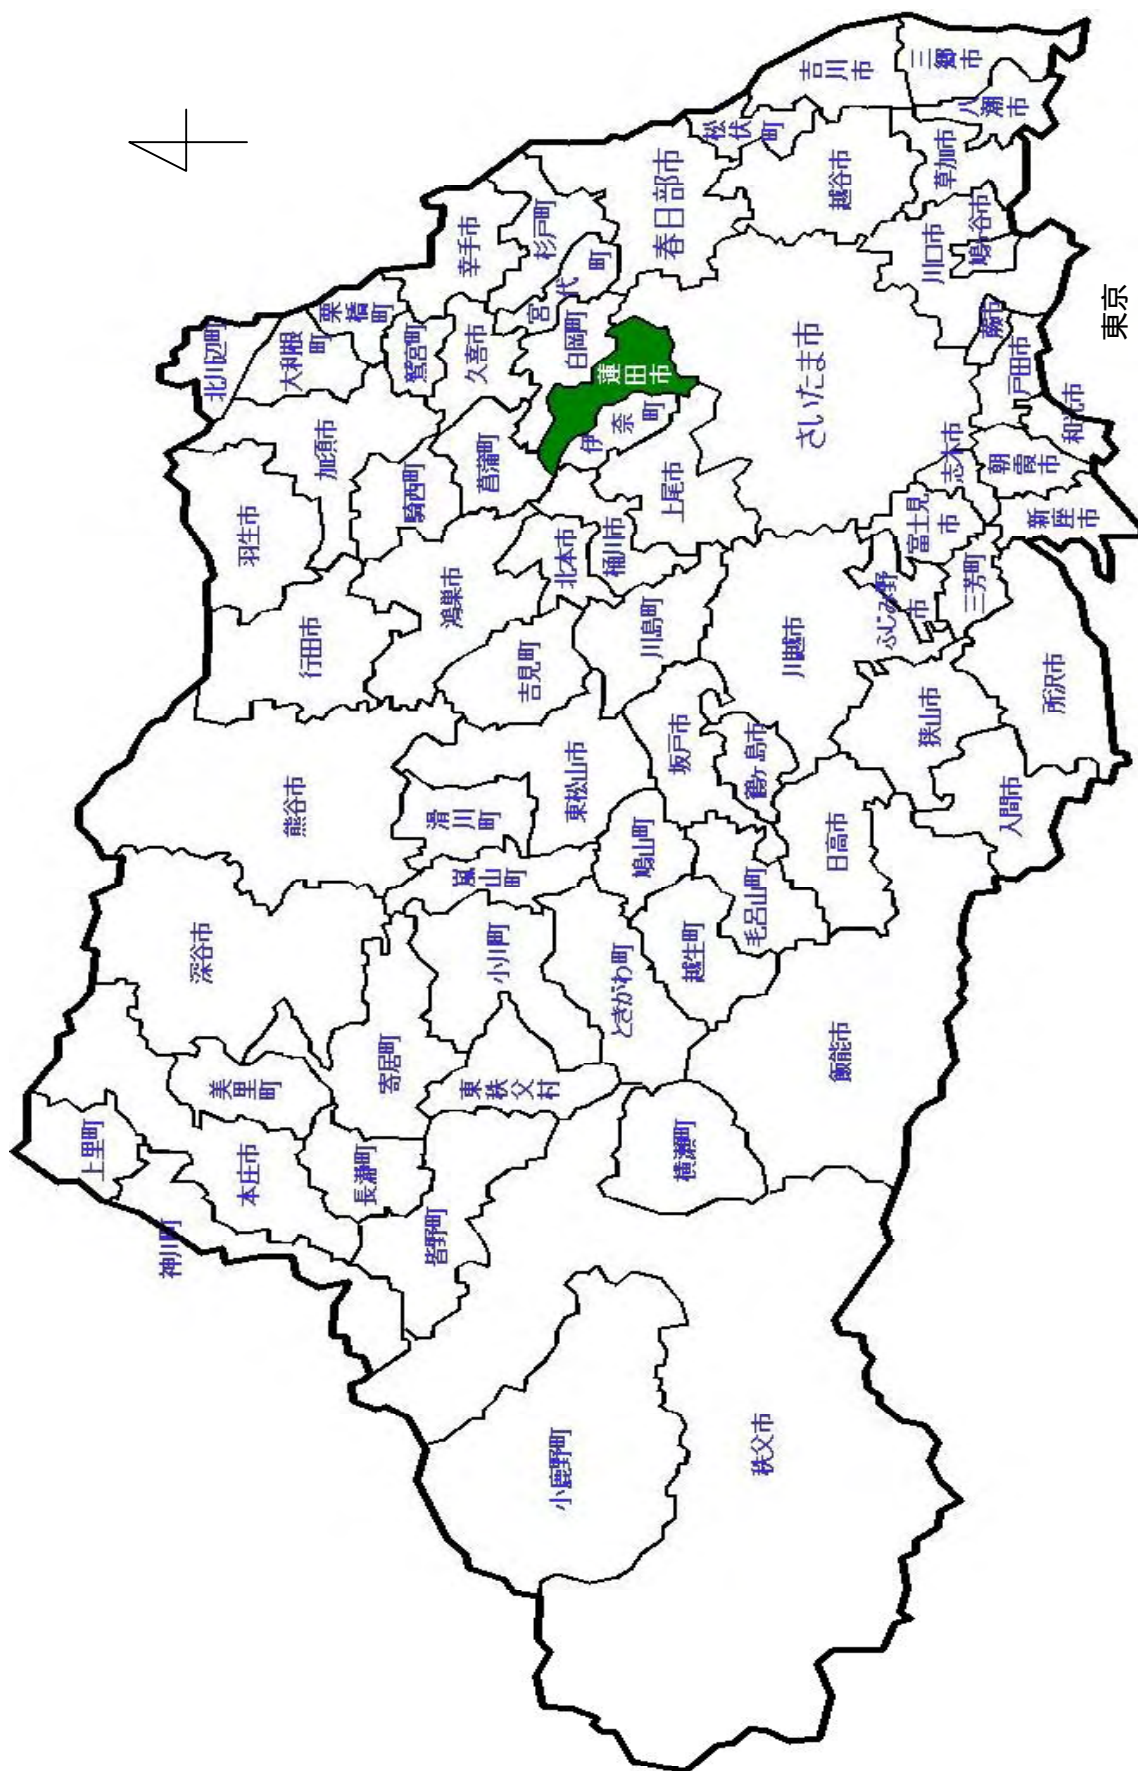 北川辺町
大利根町
栗橋町
幸手市
杉戸町
鷲宮町
久喜市
宮代町
白岡町
春日部市
松伏町
吉川市
三郷市
八潮市
草加市
越谷市
鳩ヶ谷市
川口市
蕨市
戸田市
和光市
東京
羽生市
加須市
騎西町
菖蒲町
蓮田市
伊奈町
上尾市
さいたま市
志木市
朝霞市
新座市
富士見市
三芳町
ふじみ野市
行田市
鴻巣市
北本市
桶川市
吉見町
川島町
川越市
所沢市
狭山市
入間市
熊谷市
滑川町
東松山市
坂戸市
鶴ヶ島市
日高市
嵐山町
鳩山町
毛呂山町
越生町
深谷市
小川町
ときがわ町
飯能市
寄居町
東秩父村
美里町
上里町
本庄市
神川町
長瀞町
皆野町
横瀬町
小鹿野町
秩父市